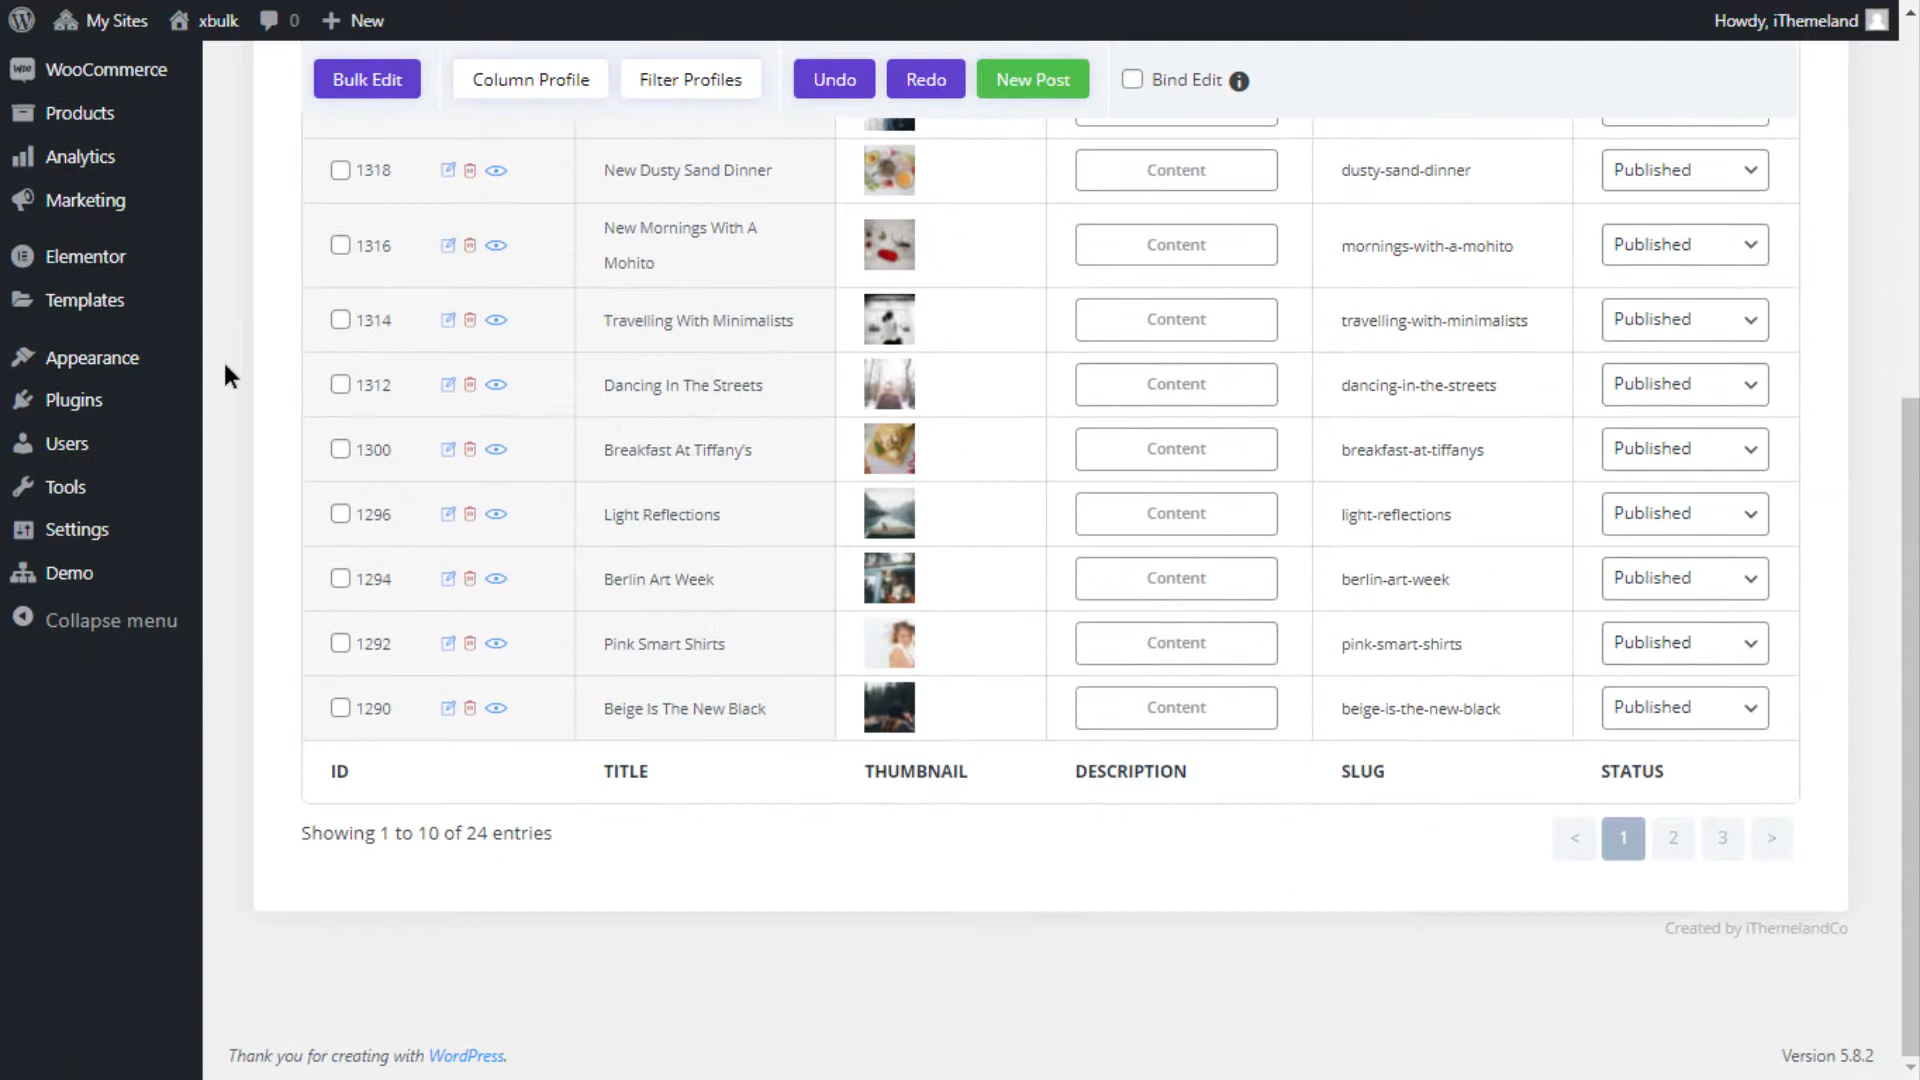 My Sites xbulk 0 New Howdy, iThemeland
WooCommerce
Products
Analytics
Marketing
Elementor
Templates
Appearance
Plugins
Users
Tools
Settings
Demo
Collapse menu
Bulk Edit Column Profile Filter Profiles Undo Redo New Post Bind Edit
1318 New Dusty Sand Dinner Content dusty-sand-dinner Published
1316 New Mornings With A Content mornings-with-a-mohito Published
Mohito
1314 Travelling With Minimalists Content travelling-with-minimalists Published
1312 Dancing In The Streets Content dancing-in-the-streets Published
1300 Breakfast At Tiffany's Content breakfast-at-tiffanys Published
1296 Light Reflections Content light-reflections Published
1294 Berlin Art Week Content berlin-art-week Published
1292 Pink Smart Shirts Content pink-smart-shirts Published
1290 Beige Is The New Black Content beige-is-the-new-black Published
ID TITLE THUMBNAIL DESCRIPTION SLUG STATUS
Showing 1 to 10 of 24 entries < 1 2 3 >
Created by iThemelandCo
Thank you for creating with WordPress. Version 5.8.2